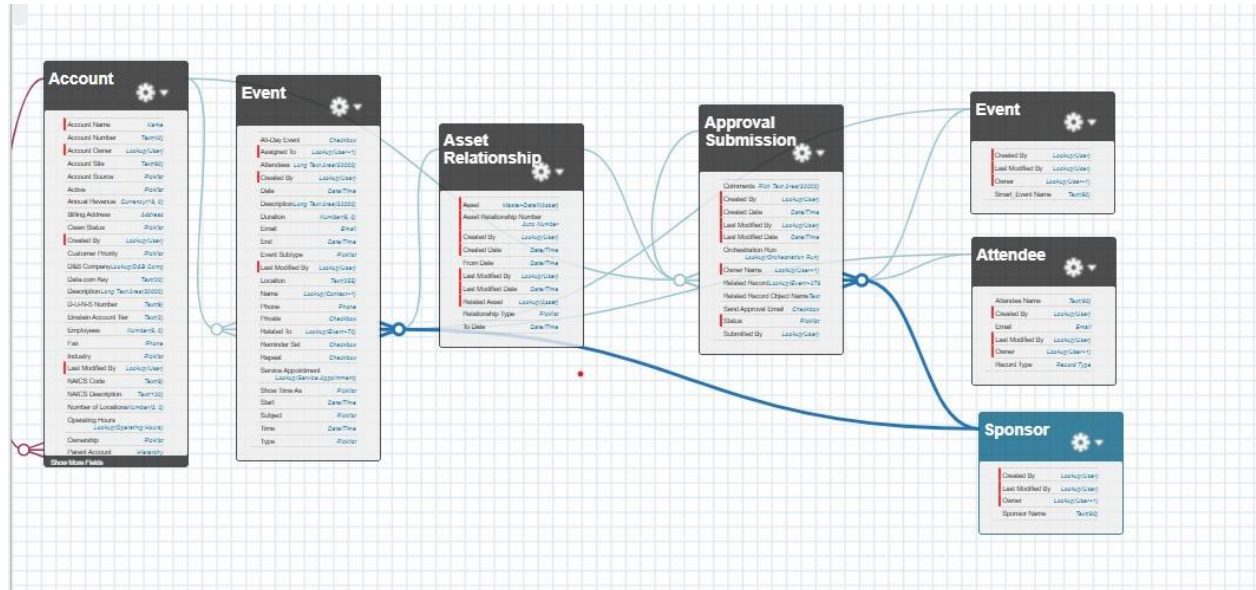 Account
Account Name Name
Account Number Text(40)
Account Owner Lookup(User)
Account Site Text(80)
Account Source Picklist
Active Picklist
Annual Revenue Currency(18, 0)
Billing Address Address
Clean Status Picklist
Created By Lookup(User)
Customer Priority Picklist
D&B Company Lookup(D&B Comp
Data.com Key Text(20)
Description Long Text Area(32000)
D-U-N-S Number Text(9)
Einstein Account Tier Text(2)
Employees Number(8, 0)
Fax Phone
Industry Picklist
Last Modified By Lookup(User)
NAICS Code Text(8)
NAICS Description Text(120)
Number of Locations Number(3, 0)
Operating Hours
Lookup(Operating Hours)
Ownership Picklist
Parent Account Hierarchy
Show More Fields
Event
All-Day Event Checkbox
Assigned To Lookup(User+1)
Attendees Long Text Area(32000)
Created By Lookup(User)
Date Date/Time
Description Long Text Area(32000)
Duration Number(8, 0)
Email Email
End Date/Time
Event Subtype Picklist
Last Modified By Lookup(User)
Location Text(255)
Name Lookup(Contact+1)
Phone Phone
Private Checkbox
Related To
Reminder Set Checkbox
Repeat Checkbox
Service Appointment
Lookup(Service Appointment)
Show Time As Picklist
Start Date/Time
Subject Picklist
Time Date/Time
Type Picklist
Asset
Relationship
Asset Master-Detail(Asset)
Asset Relationship Number
Auto Number
Created By Lookup(User)
Created Date Date/Time
From Date Date/Time
Last Modified By Lookup(User)
Last Modified Date Date/Time
Related Asset Lookup(Asset)
Relationship Type Picklist
To Date Date/Time
Approval
Submission
Comments Rich Text Area(32000)
Created By Lookup(User)
Created Date Date/Time
Last Modified By Lookup(User)
Last Modified Date Date/Time
Orchestration Run
Lookup(Orchestration Run)
Owner Name Lookup(User+1)
Related Record
Related Record Object Name Text
Send Approval Email Checkbox
Status Picklist
Submitted By Lookup(User)
Event
Created By Lookup(User)
Last Modified By Lookup(User)
Owner Lookup(User+1)
Smart_Event Name Text(80)
Attendee
Attendee Name Text(80)
Created By Lookup(User)
Email Email
Last Modified By Lookup(User)
Owner Lookup(User+1)
Record Type Record Type
Sponsor
Created By Lookup(User)
Last Modified By Lookup(User)
Owner Lookup(User+1)
Sponsor Name Text(80)